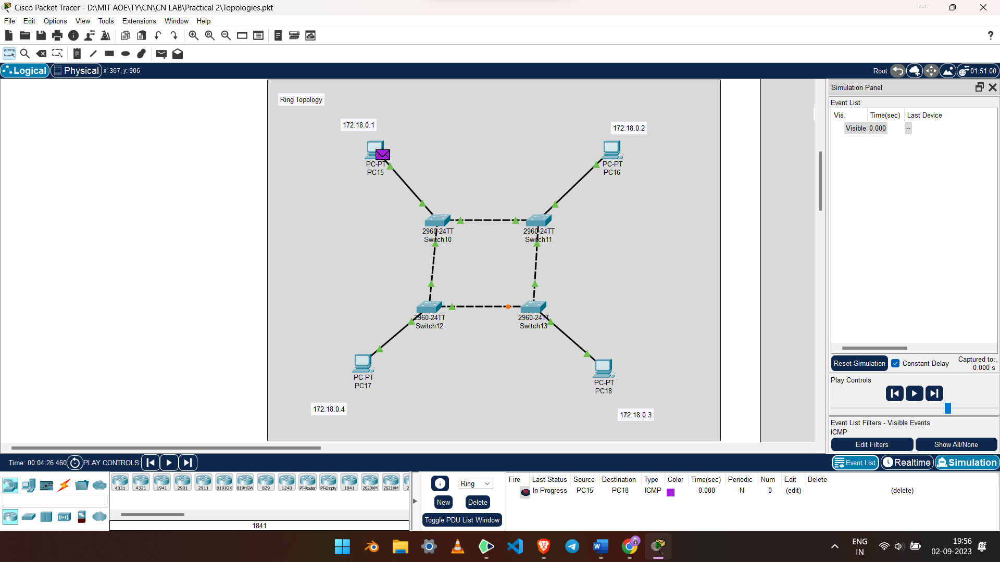 Cisco Packet Tracer - D:\MIT AOE\TY\CN\CN LAB\Practical 2\Topologies.pkt
File Edit Options View Tools Extensions Window Help
?
Logical Physical x: 367, y: 906 Root 01:51:00
Ring Topology
172.18.0.1
172.18.0.2
PC-PT
PC15
PC-PT
PC16
2960-24TT
Switch10
2960-24TT
Switch11
2960-24TT
Switch12
2960-24TT
Switch13
PC-PT
PC17
PC-PT
PC18
172.18.0.4
172.18.0.3
Simulation Panel
Event List
Vis. Time(sec) Last Device
Visible 0.000 --
Reset Simulation Constant Delay Captured to:
0.000 s
Play Controls
Event List Filters - Visible Events
ICMP
Edit Filters Show All/None
Time: 00:04:26.460 PLAY CONTROLS: Event List Realtime Simulation
4331 4321 1941 2901 2911 819IOX 819HGW 829 1240 PT-Router PT-Empty 1841 2620XM 2621XM 2
1841
Ring
New Delete
Toggle PDU List Window
Fire Last Status Source Destination Type Color Time(sec) Periodic Num Edit Delete
In Progress PC15 PC18 ICMP 0.000 N 0 (edit) (delete)
ENG
IN
19:56
02-09-2023